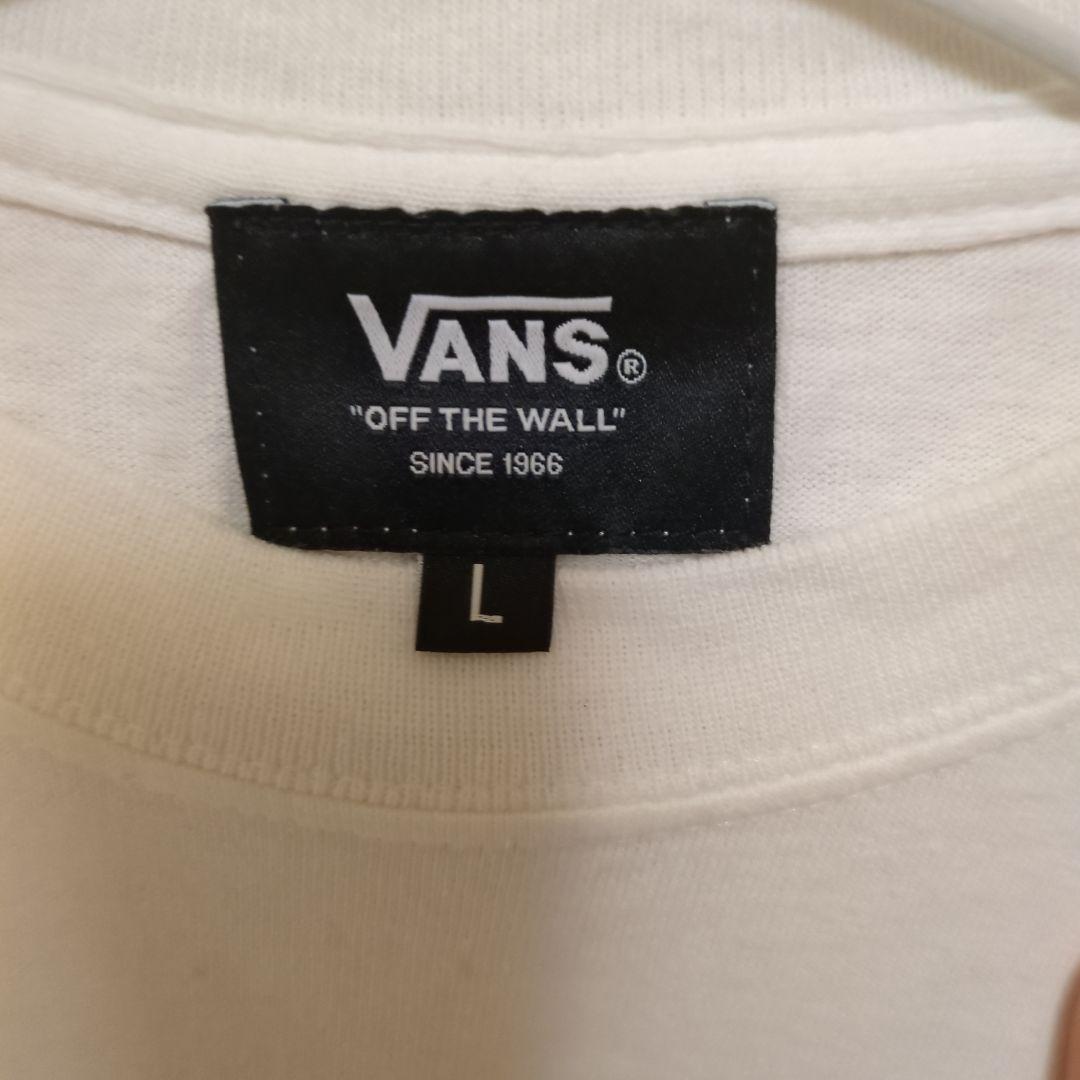 VANS®
"OFF THE WALL"
SINCE 1966
L